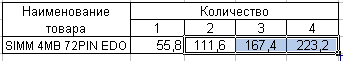 Наименование товара Количество
1 2 3 4
SIMM 4MB 72PIN EDO 55,8 111,6 167,4 223,2